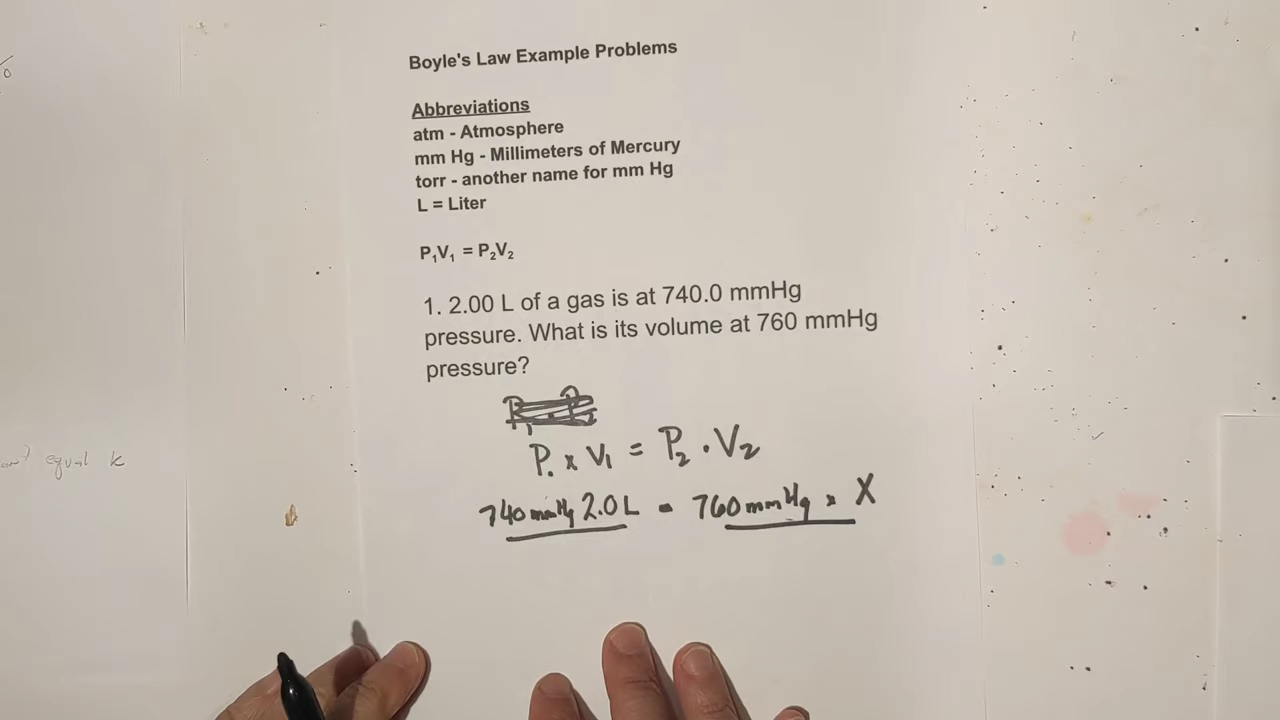 Boyle's Law Example Problems
Abbreviations
atm - Atmosphere
mm Hg - Millimeters of Mercury
torr - another name for mm Hg
L = Liter
P₁V₁ = P₂V₂
1. 2.00 L of a gas is at 740.0 mmHg
pressure. What is its volume at 760 mmHg
pressure?
P₁ x V₁ = P₂ · V₂
740 mmHg 2.0 L = 760 mmHg x X
equal k